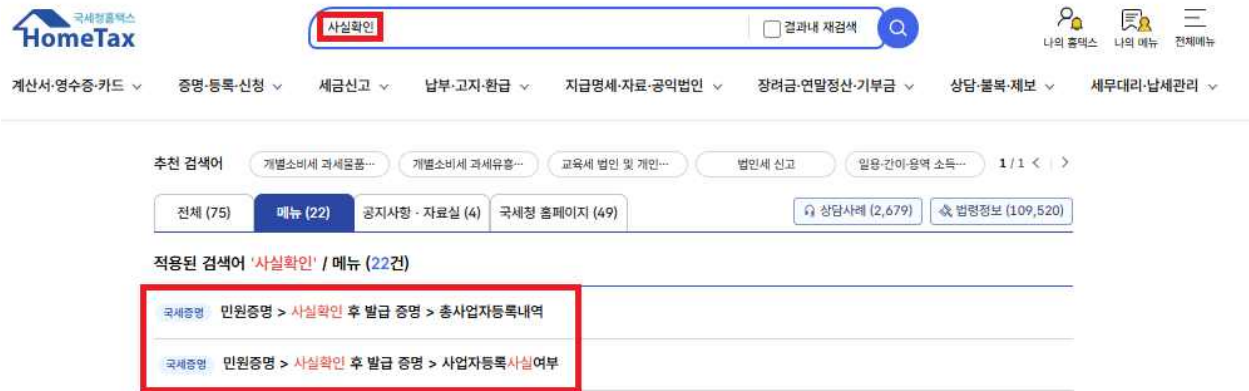 국세청홈택스
HomeTax
사실확인
결과내 재검색
나의 홈택스 나의 메뉴 전체메뉴
계산서·영수증·카드 증명·등록·신청 세금신고 납부·고지·환급 지급명세·자료·공익법인 장려금·연말정산·기부금 상담·불복·제보 세무대리·납세관리
추천 검색어 개별소비세 과세물품··· 개별소비세 과세유흥··· 교육세 법인 및 개인··· 법인세 신고 일용·간이·용역 소득··· 1 / 1 < | >
전체 (75) 메뉴 (22) 공지사항 · 자료실 (4) 국세청 홈페이지 (49) 상담사례 (2,679) 법령정보 (109,520)
적용된 검색어 '사실확인' / 메뉴 (22건)
국세증명 민원증명 > 사실확인 후 발급 증명 > 총사업자등록내역
국세증명 민원증명 > 사실확인 후 발급 증명 > 사업자등록사실여부